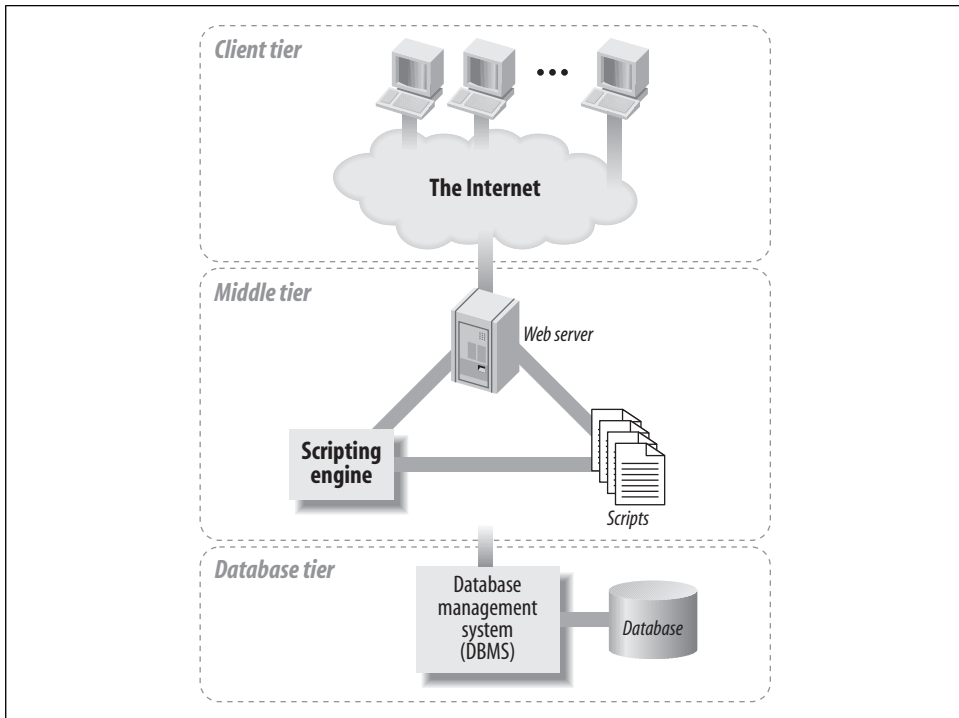 Client tier
The Internet
Middle tier
Web server
Scripting
engine
Scripts
Database tier
Database
management
system
(DBMS)
Database